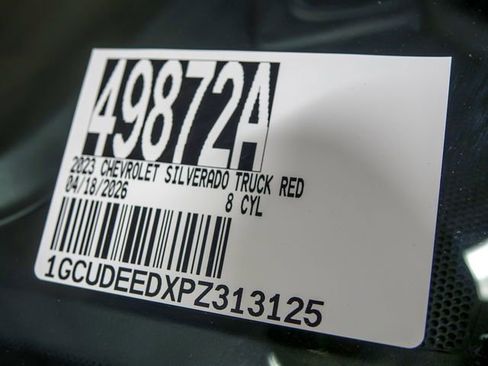 49872A
2023 CHEVROLET SILVERADO TRUCK RED
04/18/2026 8 CYL
1GCUDEEDXPZ313125